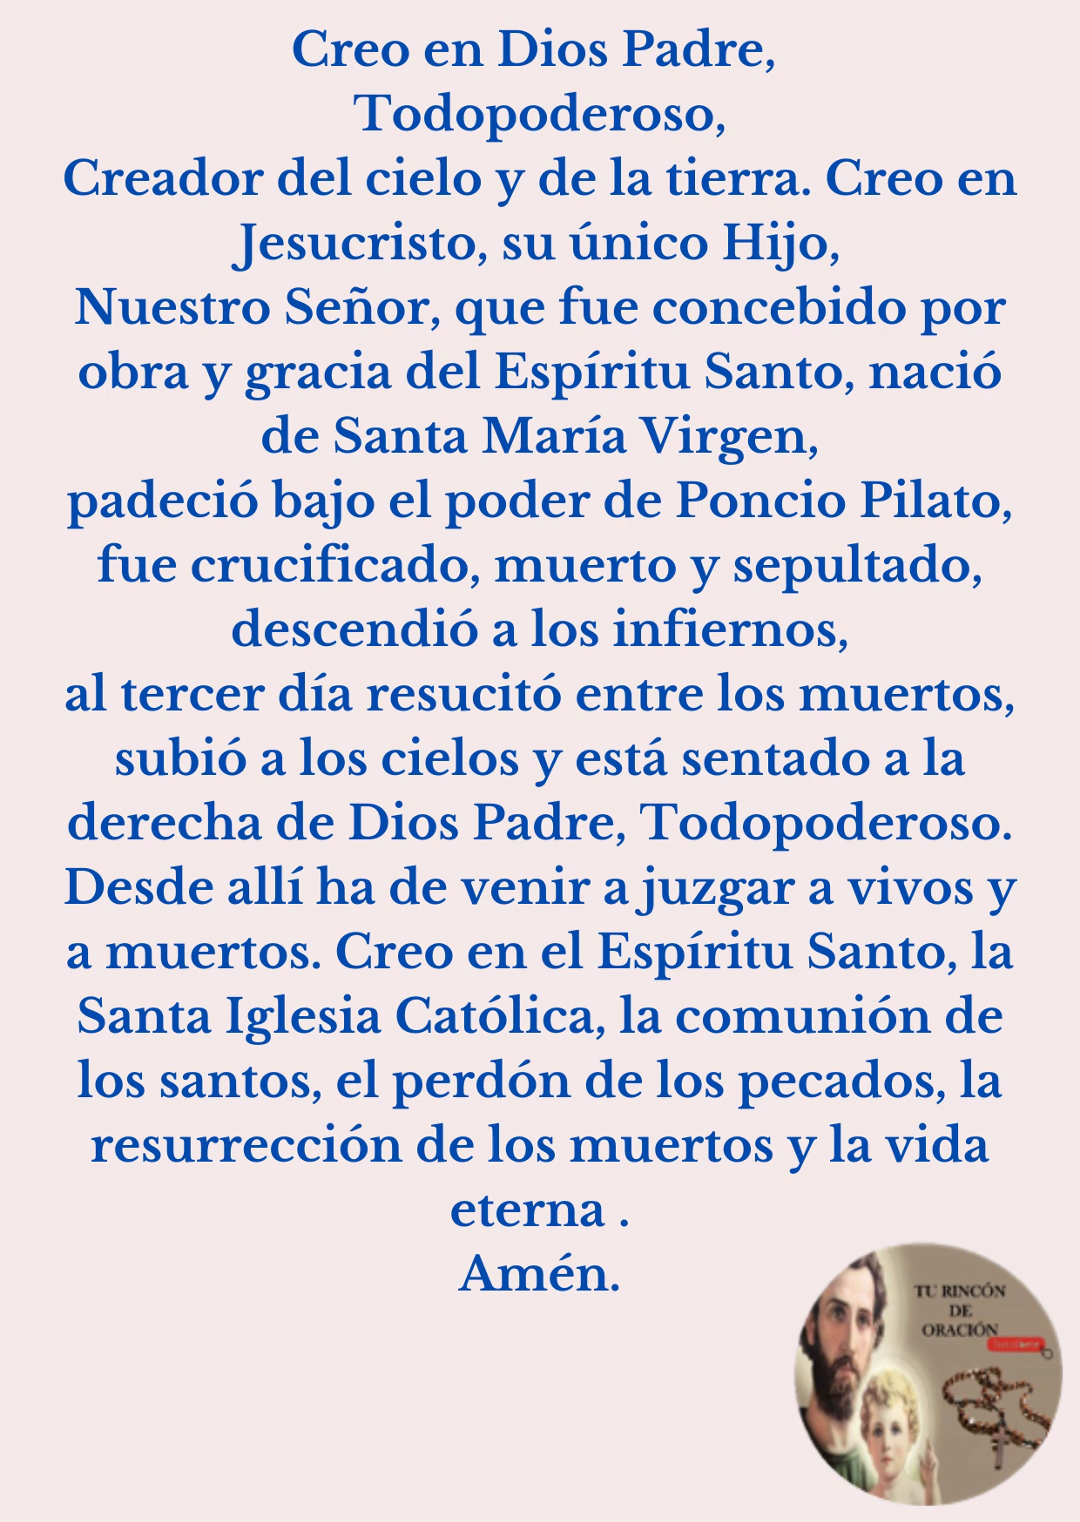 Creo en Dios Padre,
Todopoderoso,
Creador del cielo y de la tierra. Creo en
Jesucristo, su único Hijo,
Nuestro Señor, que fue concebido por
obra y gracia del Espíritu Santo, nació
de Santa María Virgen,
padeció bajo el poder de Poncio Pilato,
fue crucificado, muerto y sepultado,
descendió a los infiernos,
al tercer día resucitó entre los muertos,
subió a los cielos y está sentado a la
derecha de Dios Padre, Todopoderoso.
Desde allí ha de venir a juzgar a vivos y
a muertos. Creo en el Espíritu Santo, la
Santa Iglesia Católica, la comunión de
los santos, el perdón de los pecados, la
resurrección de los muertos y la vida
eterna .
Amén.
TU RINCÓN
DE
ORACIÓN